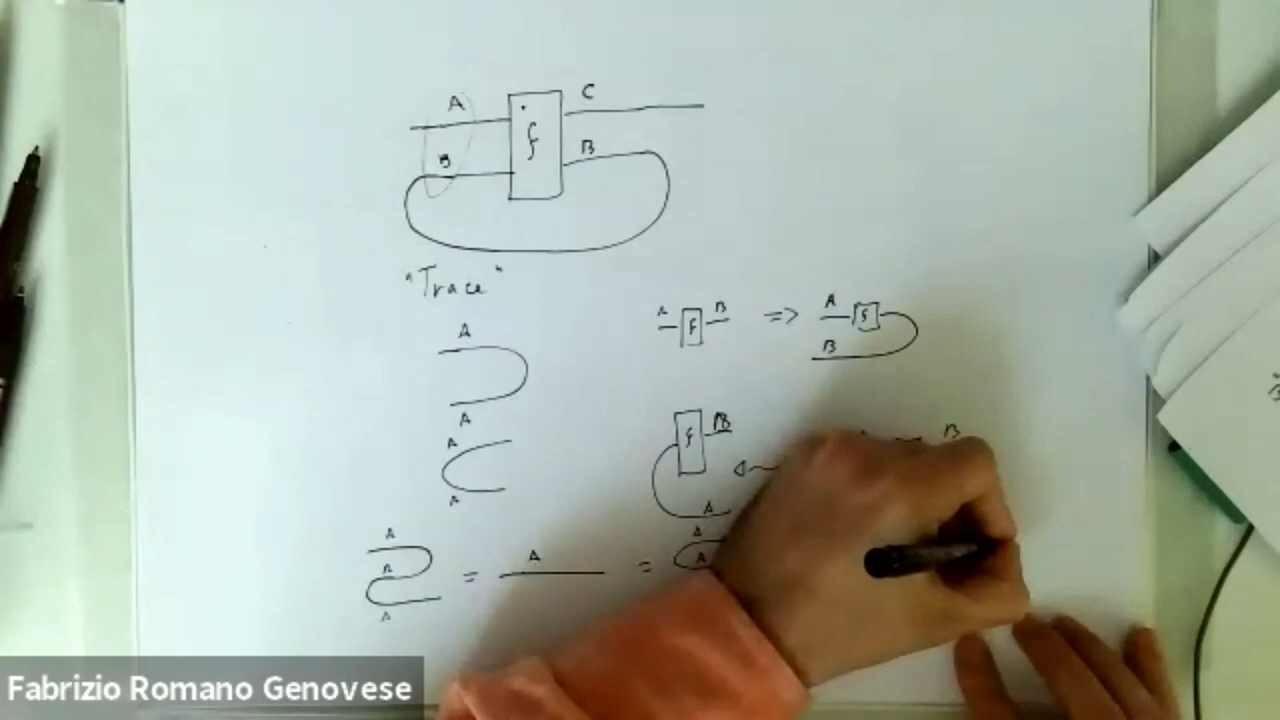 A C
f
B B
"Trace"
A
A f B => A f
B
A
A
A
f B
B
A
A
A
A
A = A = A
A
Fabrizio Romano Genovese